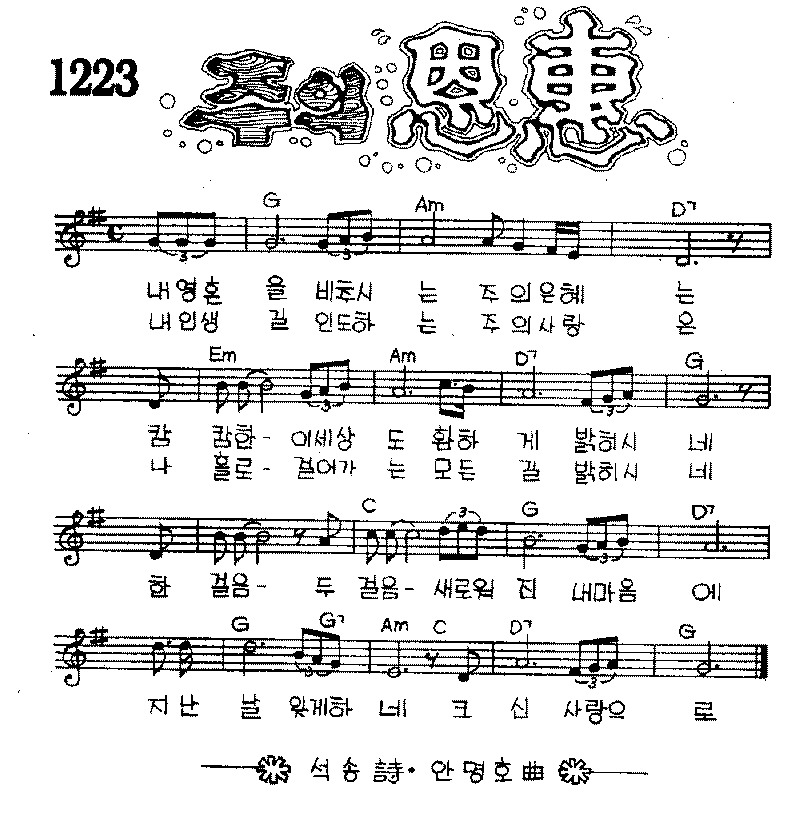 1223
주의 恩惠
G Am D7
내영혼 을 비추시 는 주의은혜 는
내인생 길 인도하 는 주의사랑 은
Em Am D7 G
캄 캄한- 이세상 도 환하 게 밝히시 네
나 홀로- 걸어가 는 모든 길 밝히시 네
C G D7
한 걸음- 두 걸음- 새로워 진 내마음 에
G G7 Am C D7 G
지난 날 잊게하 네 크 신 사랑으 로
석송 詩· 안명호 曲